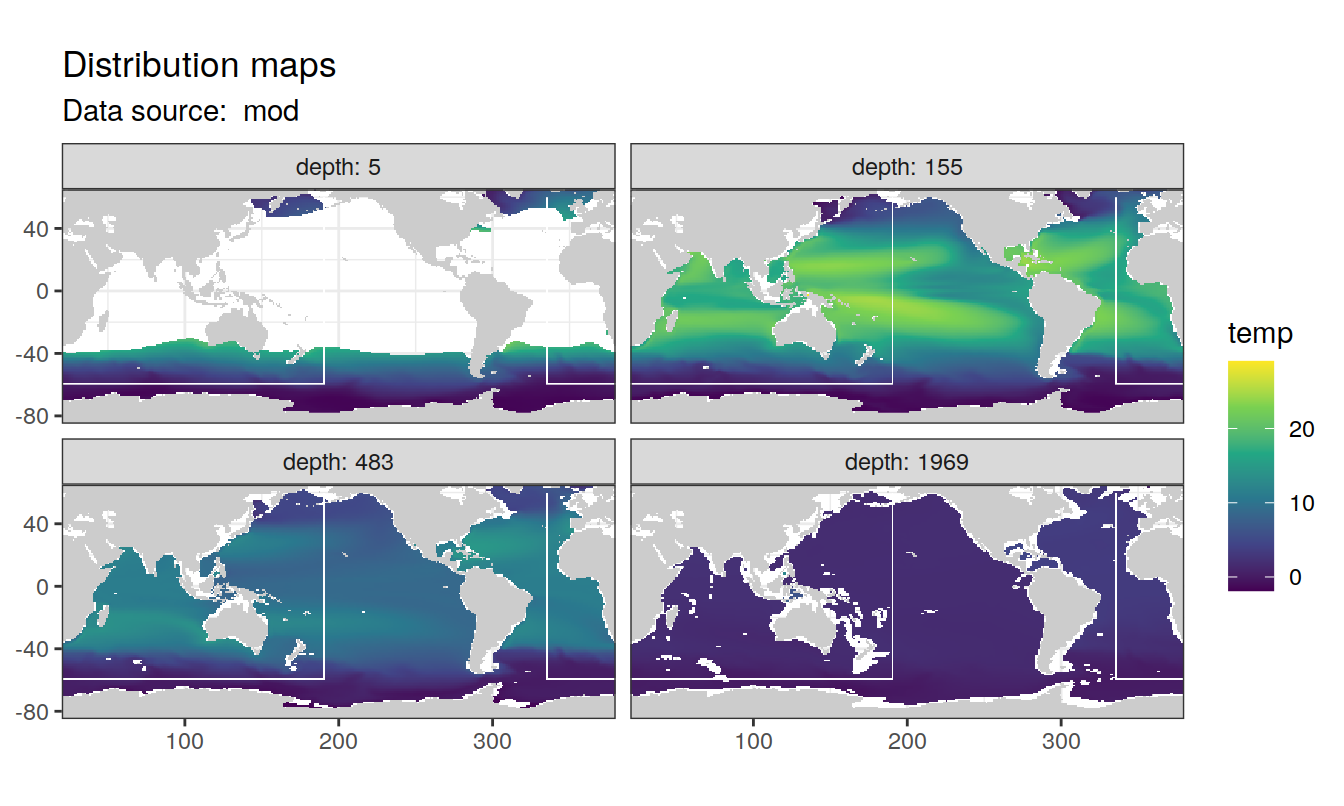 Distribution maps
Data source:  mod
depth: 5
depth: 155
40
0
-40
-80
depth: 483
depth: 1969
40
0
-40
-80
100
200
300
100
200
300
temp
20
10
0